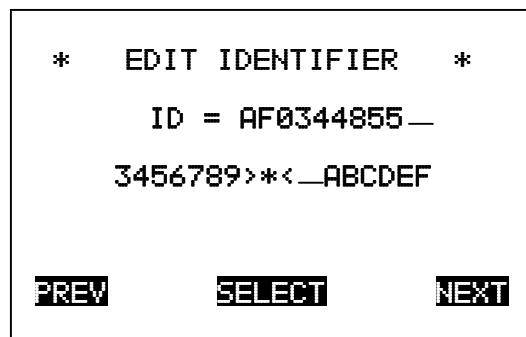 * EDIT IDENTIFIER *
ID = AF0344855_
3456789>*<_ABCDEF
PREV SELECT NEXT